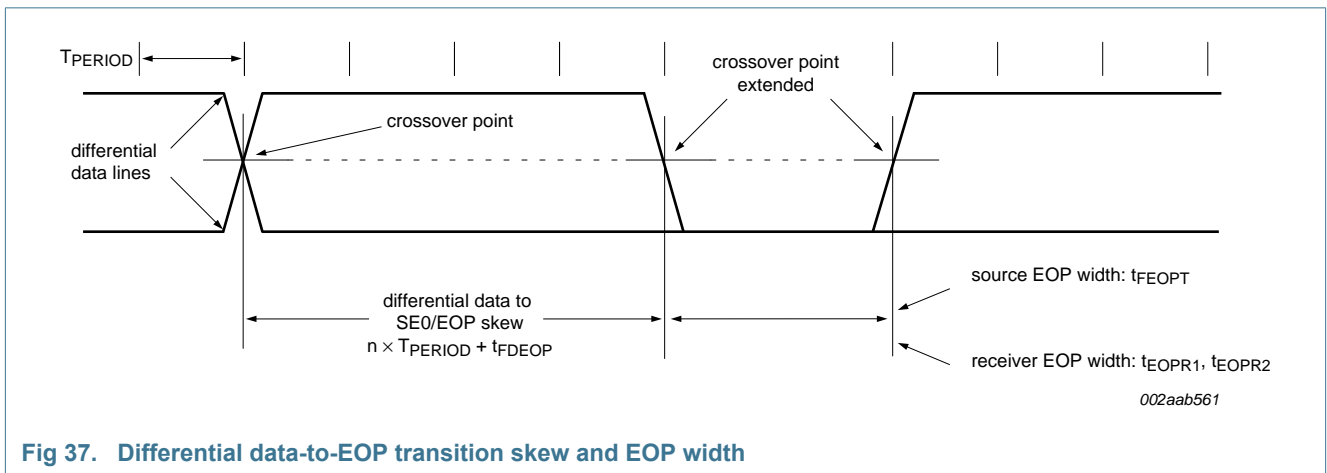 TPERIOD
crossover point
extended
crossover point
differential
data lines
source EOP width: tFEOPT
differential data to
SE0/EOP skew
n × TPERIOD + tFDEOP
receiver EOP width: tEOPR1, tEOPR2
002aab561
Fig 37. Differential data-to-EOP transition skew and EOP width